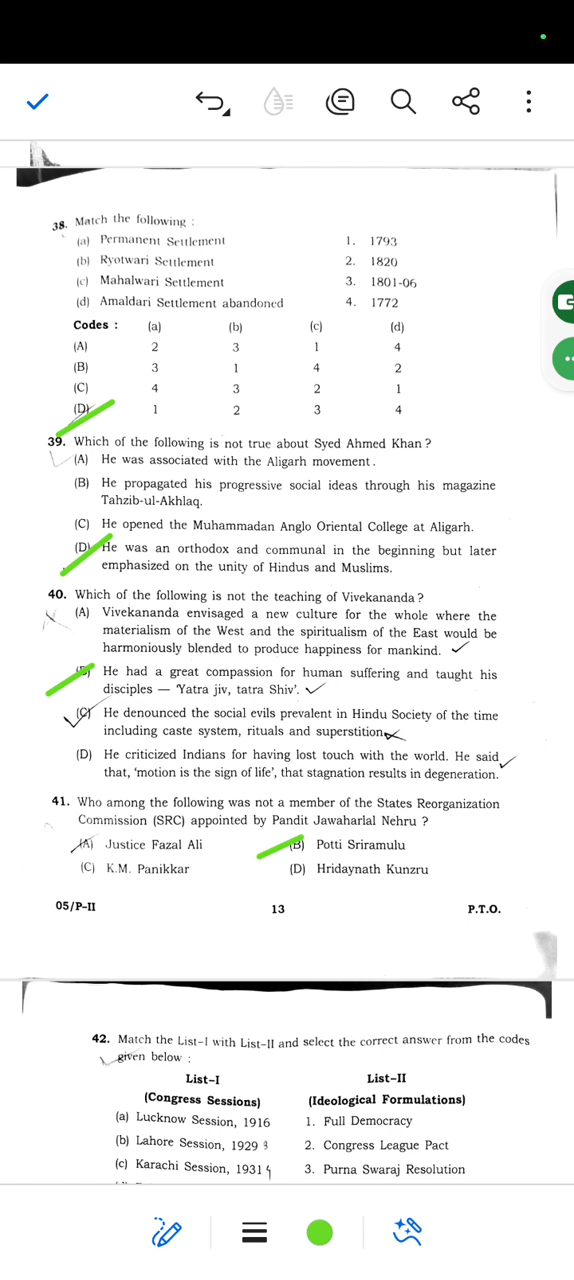 38. Match the following :
(a) Permanent Settlement 1. 1793
(b) Ryotwari Settlement 2. 1820
(c) Mahalwari Settlement 3. 1801-06
(d) Amaldari Settlement abandoned 4. 1772
Codes : (a) (b) (c) (d)
(A) 2 3 1 4
(B) 3 1 4 2
(C) 4 3 2 1
(D) 1 2 3 4
39. Which of the following is not true about Syed Ahmed Khan?
(A) He was associated with the Aligarh movement.
(B) He propagated his progressive social ideas through his magazine
Tahzib-ul-Akhlaq.
(C) He opened the Muhammadan Anglo Oriental College at Aligarh.
(D) He was an orthodox and communal in the beginning but later
emphasized on the unity of Hindus and Muslims.
40. Which of the following is not the teaching of Vivekananda?
(A) Vivekananda envisaged a new culture for the whole where the
materialism of the West and the spiritualism of the East would be
harmoniously blended to produce happiness for mankind.
(B) He had a great compassion for human suffering and taught his
disciples — 'Yatra jiv, tatra Shiv'.
(C) He denounced the social evils prevalent in Hindu Society of the time
including caste system, rituals and superstition.
(D) He criticized Indians for having lost touch with the world. He said
that, 'motion is the sign of life', that stagnation results in degeneration.
41. Who among the following was not a member of the States Reorganization
Commission (SRC) appointed by Pandit Jawaharlal Nehru ?
(A) Justice Fazal Ali (B) Potti Sriramulu
(C) K.M. Panikkar (D) Hridaynath Kunzru
05/P-II 13 P.T.O.
42. Match the List-I with List-II and select the correct answer from the codes
given below :
List-I List-II
(Congress Sessions) (Ideological Formulations)
(a) Lucknow Session, 1916 1. Full Democracy
(b) Lahore Session, 1929 2. Congress League Pact
(c) Karachi Session, 1931 3. Purna Swaraj Resolution